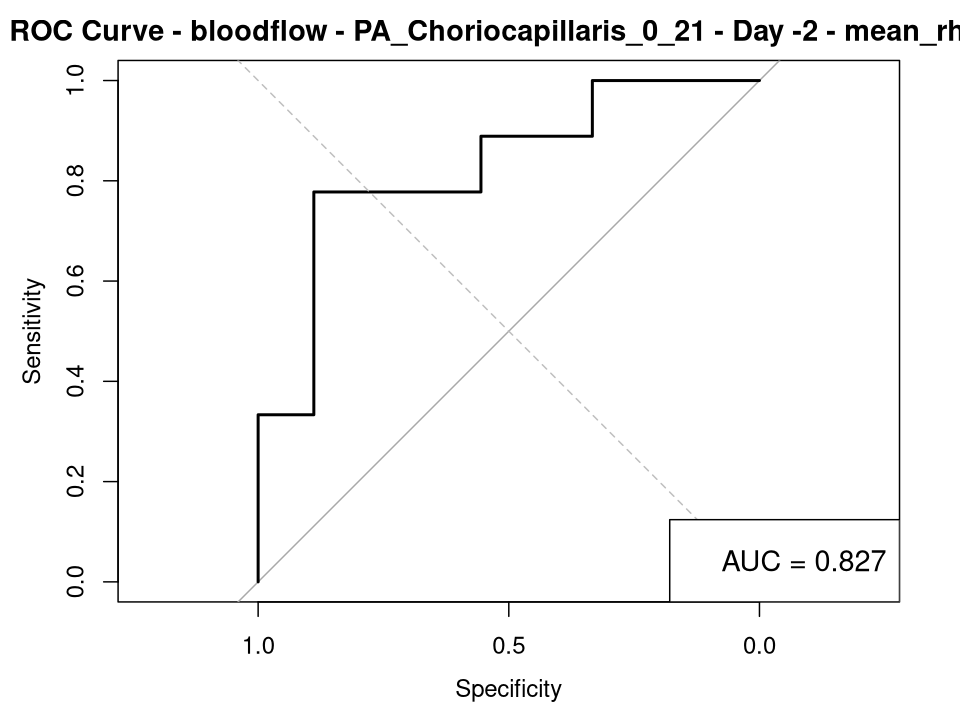 ROC Curve - bloodflow - PA_Choriocapillaris_0_21 - Day -2 - mean_rh
1.0
0.8
0.6
0.4
0.2
0.0
Sensitivity
AUC = 0.827
1.0 0.5 0.0
Specificity